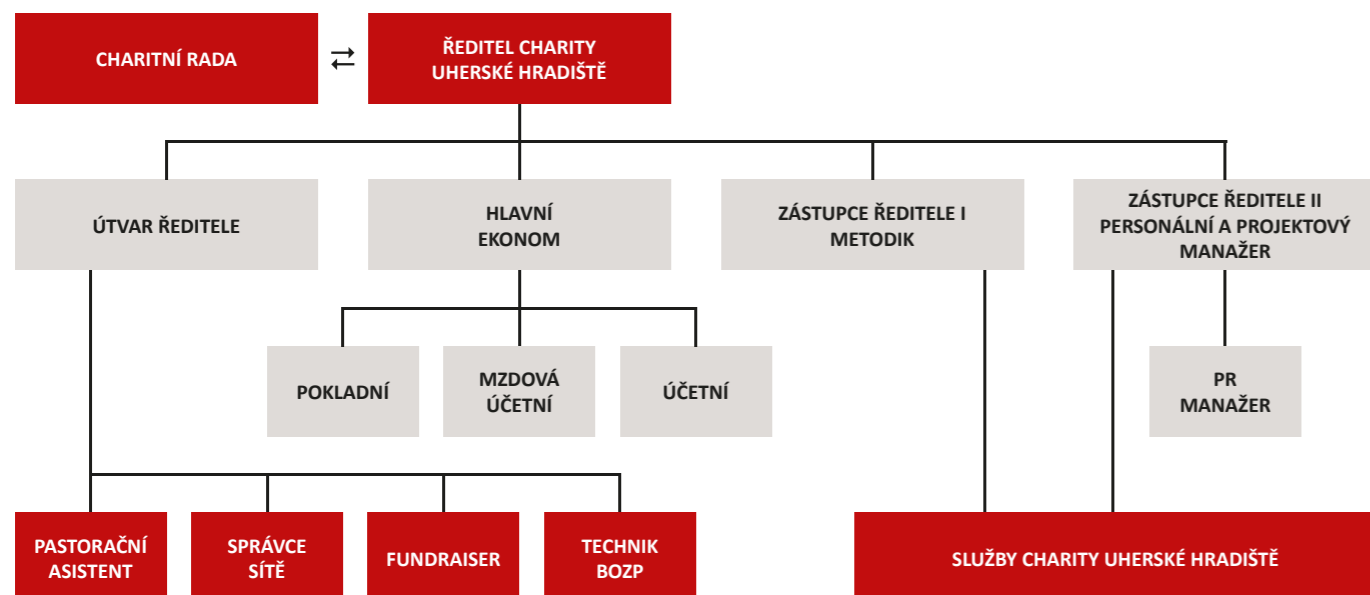 CHARITNÍ RADA
ŘEDITEL CHARITY
UHERSKÉ HRADIŠTĚ
ÚTVAR ŘEDITELE
HLAVNÍ
EKONOM
ZÁSTUPCE ŘEDITELE I
METODIK
ZÁSTUPCE ŘEDITELE II
PERSONÁLNÍ A PROJEKTOVÝ
MANAŽER
POKLADNÍ
MZDOVÁ
ÚČETNÍ
ÚČETNÍ
PR
MANAŽER
PASTORAČNÍ
ASISTENT
SPRÁVCE
SÍTĚ
FUNDRAISER
TECHNIK
BOZP
SLUŽBY CHARITY UHERSKÉ HRADIŠTĚ